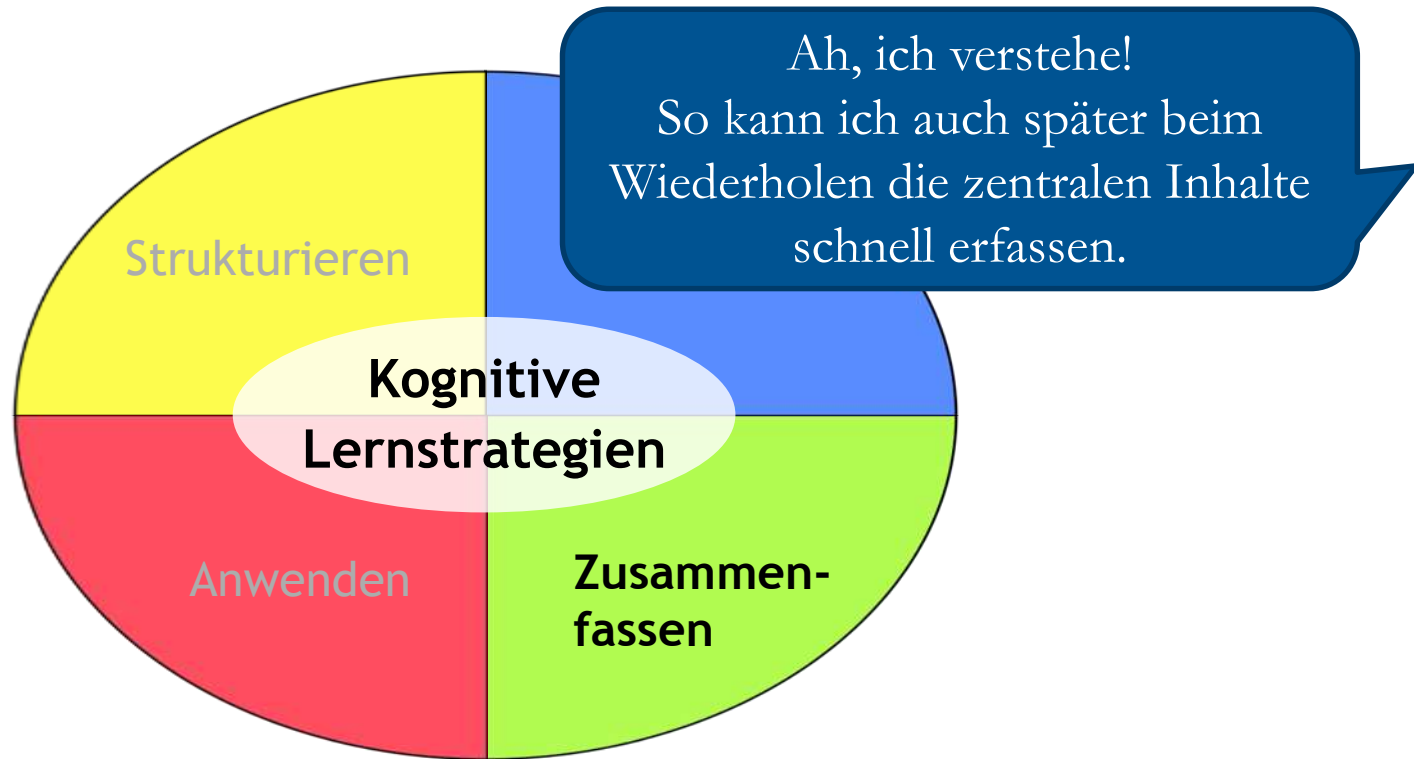 Ah, ich verstehe!
So kann ich auch später beim
Wiederholen die zentralen Inhalte
schnell erfassen.
Strukturieren
Kognitive
Lernstrategien
Anwenden
Zusammen-
fassen